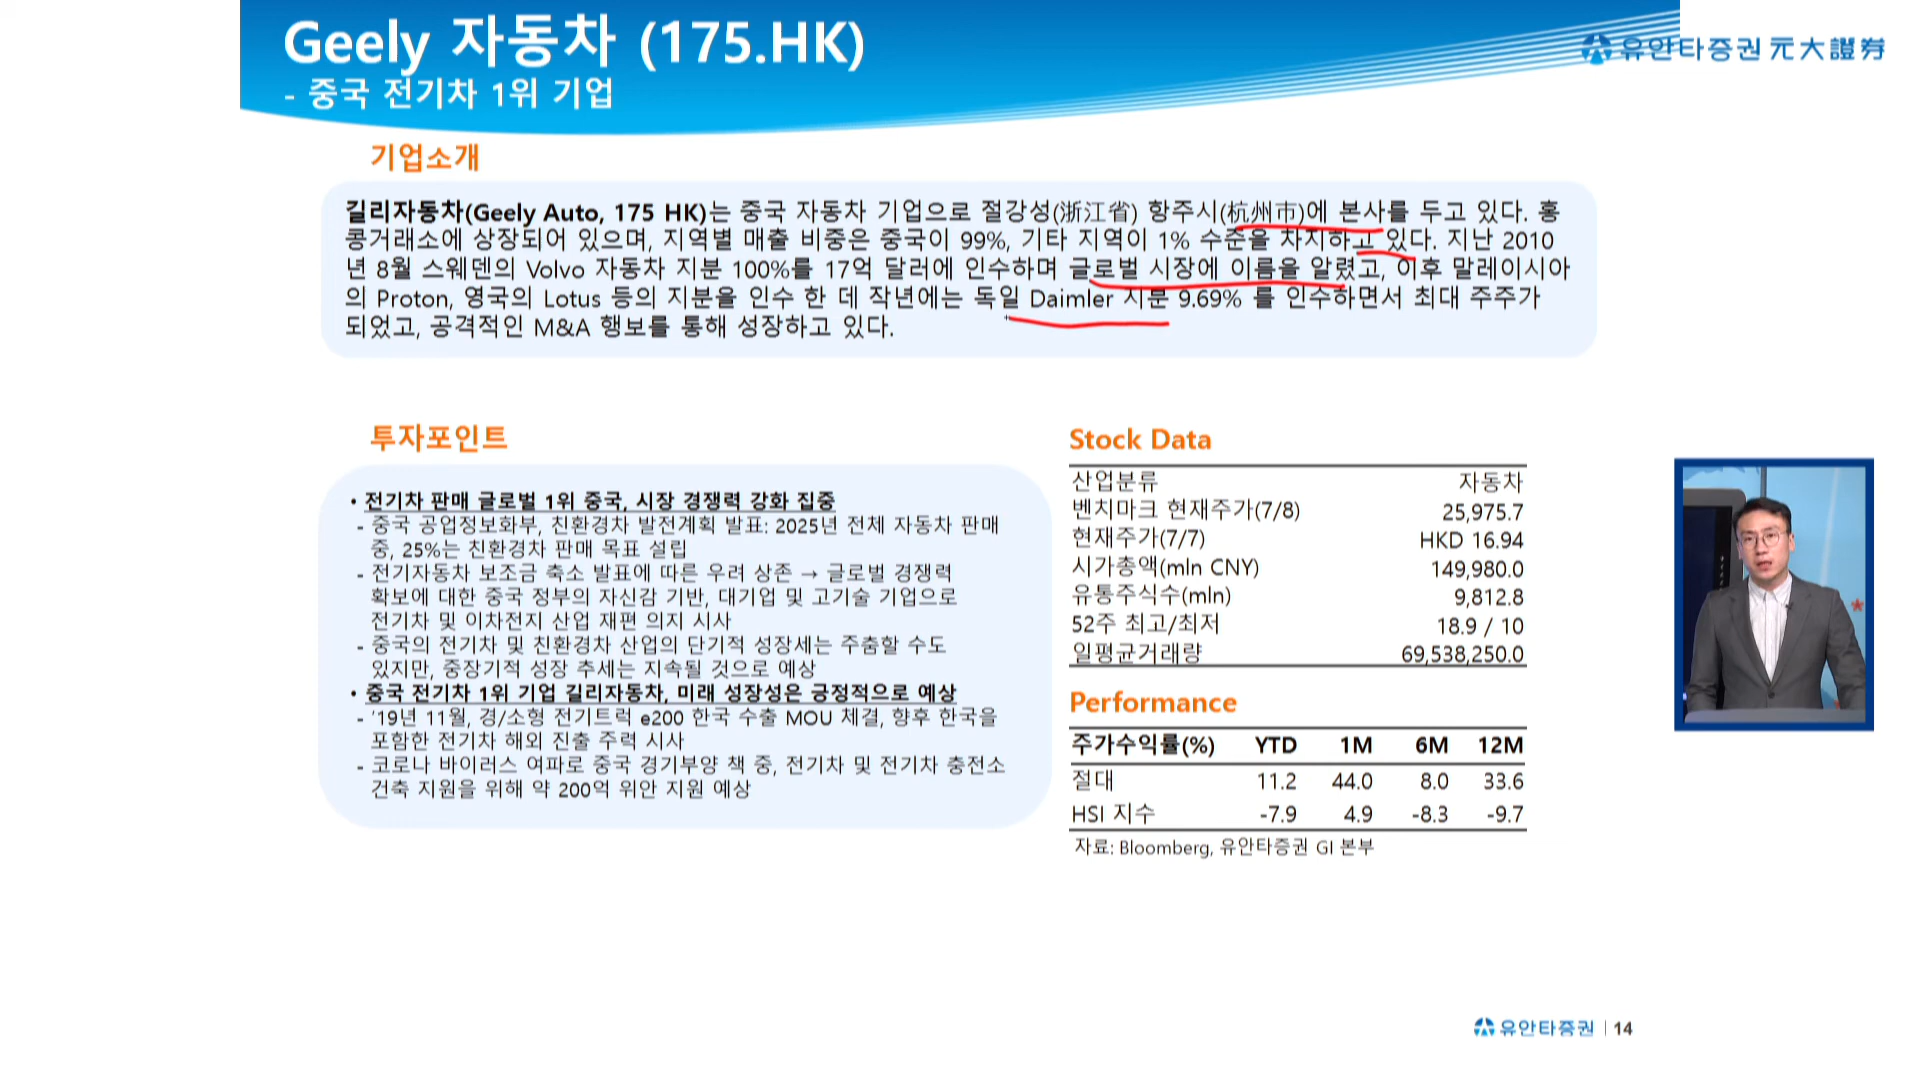 Geely 자동차 (175.HK)
- 중국 전기차 1위 기업
유안타증권 元大證券
기업소개
길리자동차(Geely Auto, 175 HK)는 중국 자동차 기업으로 절강성(浙江省) 항주시(杭州市)에 본사를 두고 있다. 홍
콩거래소에 상장되어 있으며, 지역별 매출 비중은 중국이 99%, 기타 지역이 1% 수준을 차지하고 있다. 지난 2010
년 8월 스웨덴의 Volvo 자동차 지분 100%를 17억 달러에 인수하며 글로벌 시장에 이름을 알렸고, 이후 말레이시아
의 Proton, 영국의 Lotus 등의 지분을 인수 한 데 작년에는 독일 Daimler 지분 9.69% 를 인수하면서 최대 주주가
되었고, 공격적인 M&A 행보를 통해 성장하고 있다.
투자포인트
• 전기차 판매 글로벌 1위 중국, 시장 경쟁력 강화 집중
- 중국 공업정보화부, 친환경차 발전계획 발표: 2025년 전체 자동차 판매
중, 25%는 친환경차 판매 목표 설립
- 전기자동차 보조금 축소 발표에 따른 우려 상존 → 글로벌 경쟁력
확보에 대한 중국 정부의 자신감 기반, 대기업 및 고기술 기업으로
전기차 및 이차전지 산업 재편 의지 시사
- 중국의 전기차 및 친환경차 산업의 단기적 성장세는 주춤할 수도
있지만, 중장기적 성장 추세는 지속될 것으로 예상
• 중국 전기차 1위 기업 길리자동차, 미래 성장성은 긍정적으로 예상
- '19년 11월, 경/소형 전기트럭 e200 한국 수출 MOU 체결, 향후 한국을
포함한 전기차 해외 진출 주력 시사
- 코로나 바이러스 여파로 중국 경기부양 책 중, 전기차 및 전기차 충전소
건축 지원을 위해 약 200억 위안 지원 예상
Stock Data
산업분류 자동차
벤치마크 현재주가(7/8) 25,975.7
현재주가(7/7) HKD 16.94
시가총액(mln CNY) 149,980.0
유통주식수(mln) 9,812.8
52주 최고/최저 18.9 / 10
일평균거래량 69,538,250.0
Performance
주가수익률(%) YTD 1M 6M 12M
절대 11.2 44.0 8.0 33.6
HSI 지수 -7.9 4.9 -8.3 -9.7
자료: Bloomberg, 유안타증권 GI 본부
유안타증권 | 14